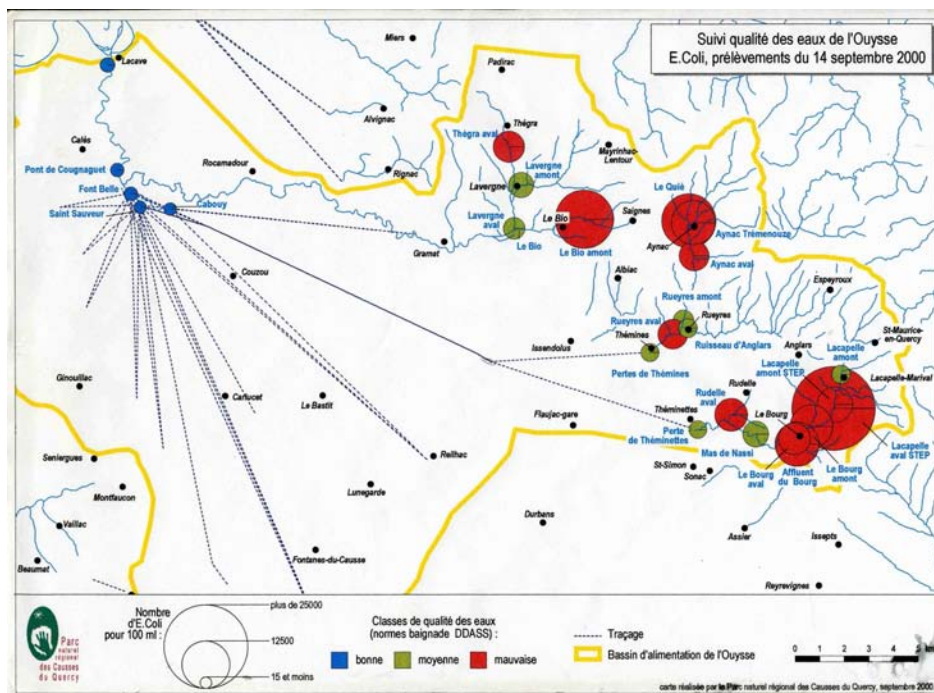 Suivi qualité des eaux de l'Ouysse
E.Coli, prélèvements du 14 septembre 2000
Miers
Lacave
Padirac
Alvignac
Thégra
Thégra aval
Calès
Mayrinhac-
Lentour
Rocamadour
Rignac
Lavergne
amont
Pont de Cougnaguet
Lavergne
Le Quié
Font Belle
Saint Sauveur
Cabouy
Lavergne
aval
Le Bio
Saignes
Gramat
Le Bio
Le Bio amont
Aynac
Aynac Trémenouze
Aynac aval
Couzou
Albiac
Espeyroux
Rueyres amont
Rueyres aval
Rueyres
Thémines
Ruisseau d'Anglars
St-Maurice-
en-Quercy
Issendolus
Anglars
Lacapelle
amont
Pertes de Thémines
Lacapelle
amont STEP
Lacapelle-Marival
Ginouillac
Carlucet
Le Bastit
Rudelle
Rudelle
aval
Flaujac-gare
Théminettes
Le Bourg
Perte
de Théminettes
Mas de Nassi
Lacapelle
aval STEP
Seniergues
Reilhac
St-Simon
Sonac
Le Bourg
aval
Affluent
du Bourg
Le Bourg
amont
Montfaucon
Lunegarde
Vaillac
Durbans
Assier
Issepts
Beaumat
Fontanes-du-Causse
Reyrevignes
Parc
naturel
régional
des Causses
du Quercy
Nombre
d'E.Coli
pour 100 ml :
plus de 25000
12500
15 et moins
Classes de qualité des eaux
(normes baignade DDASS) :
bonne
moyenne
mauvaise
Traçage
Bassin d'alimentation de l'Ouysse
0 1 2 3 4 5 km
carte réalisée par le Parc naturel régional des Causses du Quercy, septembre 2000